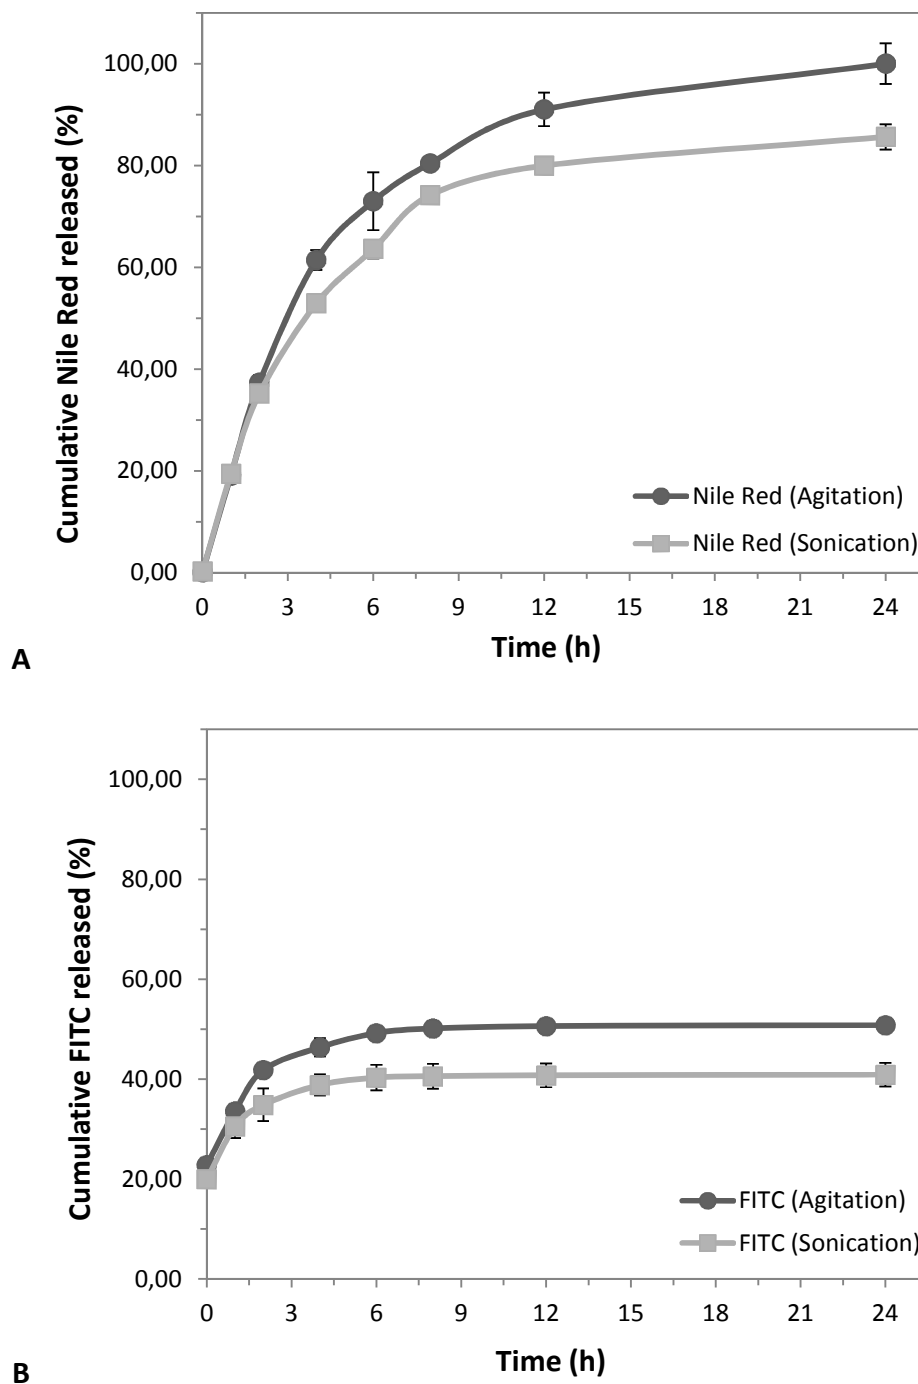 Cumulative Nile Red released (%)
100,00
80,00
60,00
40,00
20,00
0,00
Nile Red (Agitation)
Nile Red (Sonication)
0 3 6 9 12 15 18 21 24
Time (h)
A
Cumulative FITC released (%)
100,00
80,00
60,00
40,00
20,00
0,00
FITC (Agitation)
FITC (Sonication)
0 3 6 9 12 15 18 21 24
Time (h)
B